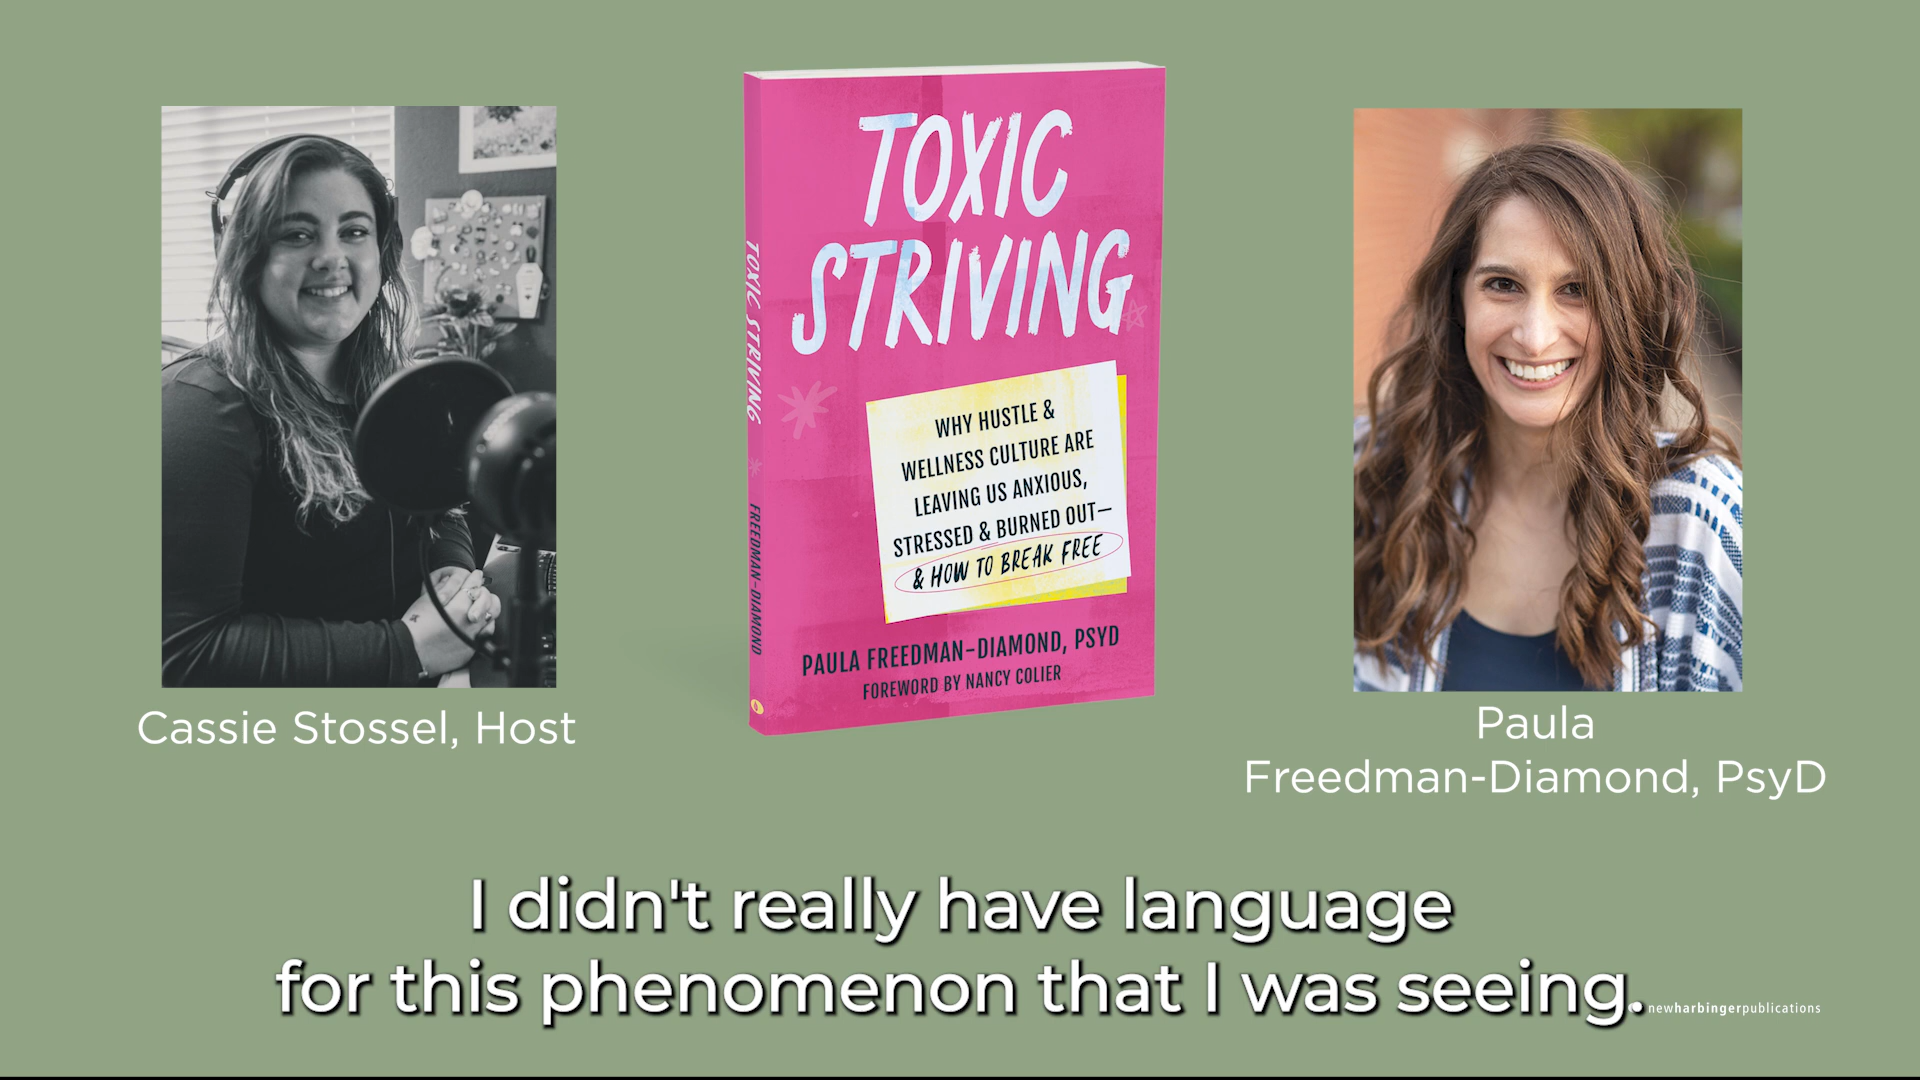 TOXIC
STRIVING
WHY HUSTLE &
WELLNESS CULTURE ARE
LEAVING US ANXIOUS,
STRESSED & BURNED OUT—
& HOW TO BREAK FREE
PAULA FREEDMAN-DIAMOND, PSYD
FOREWORD BY NANCY COLIER
TOXIC STRIVING
FREEDMAN-DIAMOND
Cassie Stossel, Host
Paula
Freedman-Diamond, PsyD
I didn't really have language
for this phenomenon that I was seeing.
newharbingerpublications